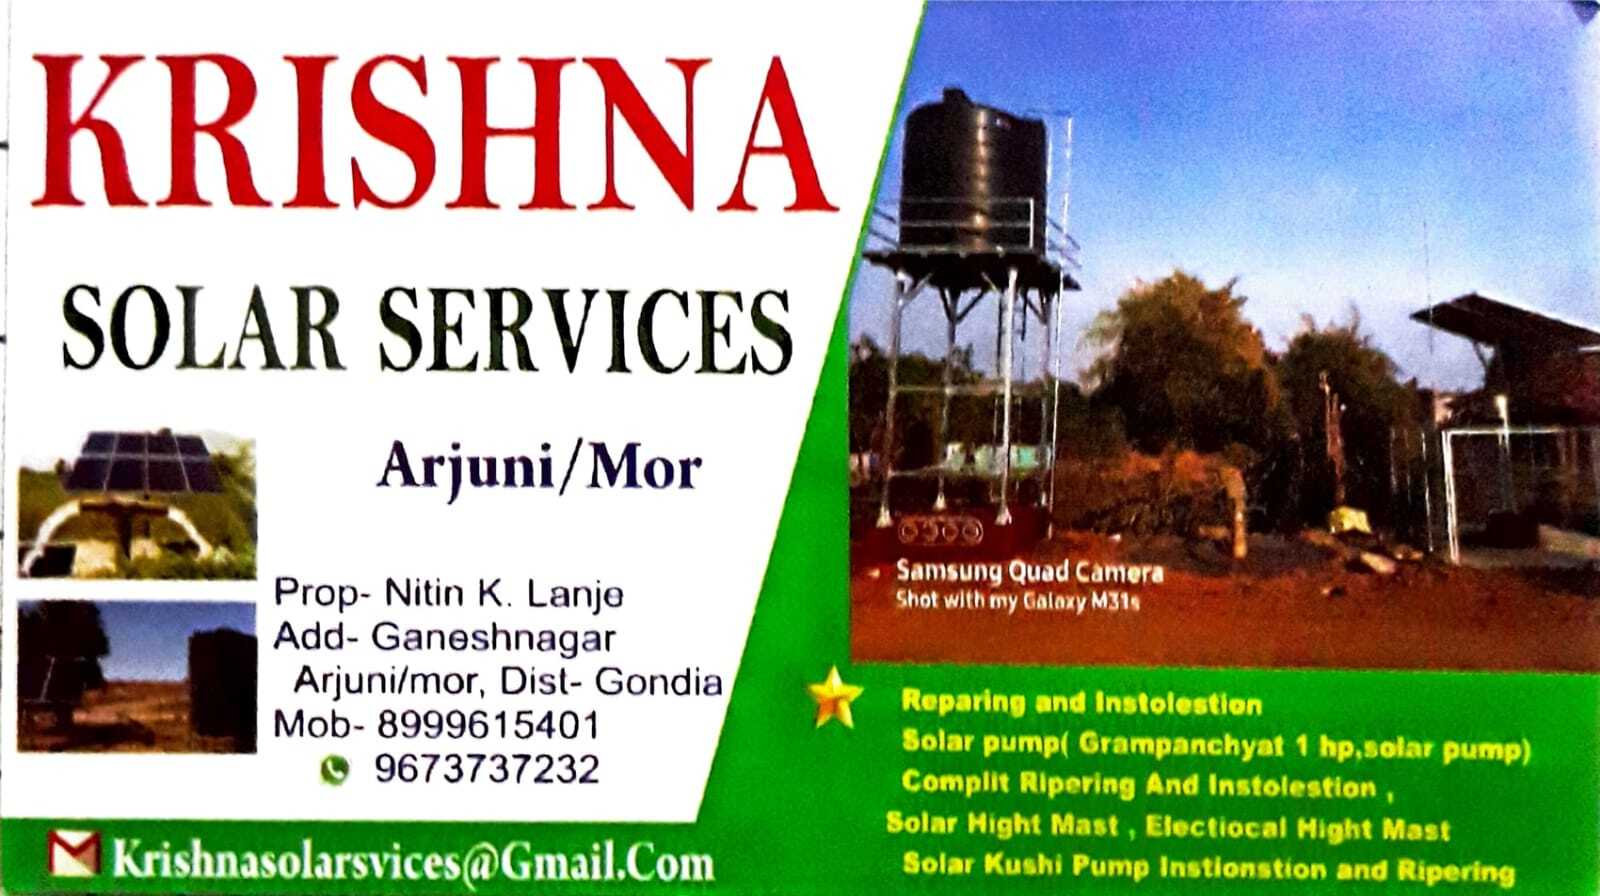 KRISHNA
SOLAR SERVICES
Arjuni/Mor
Prop- Nitin K. Lanje
Add- Ganeshnagar
Arjuni/mor, Dist- Gondia
Mob- 8999615401
9673737232
Krishnasolarsvices@Gmail.Com
Samsung Quad Camera
Shot with my Galaxy M31s
Reparing and Instolestion
Solar pump( Grampanchyat 1 hp,solar pump)
Complit Ripering And Instolestion ,
Solar Hight Mast , Electiocal Hight Mast
Solar Kushi Pump Instionstion and Ripering